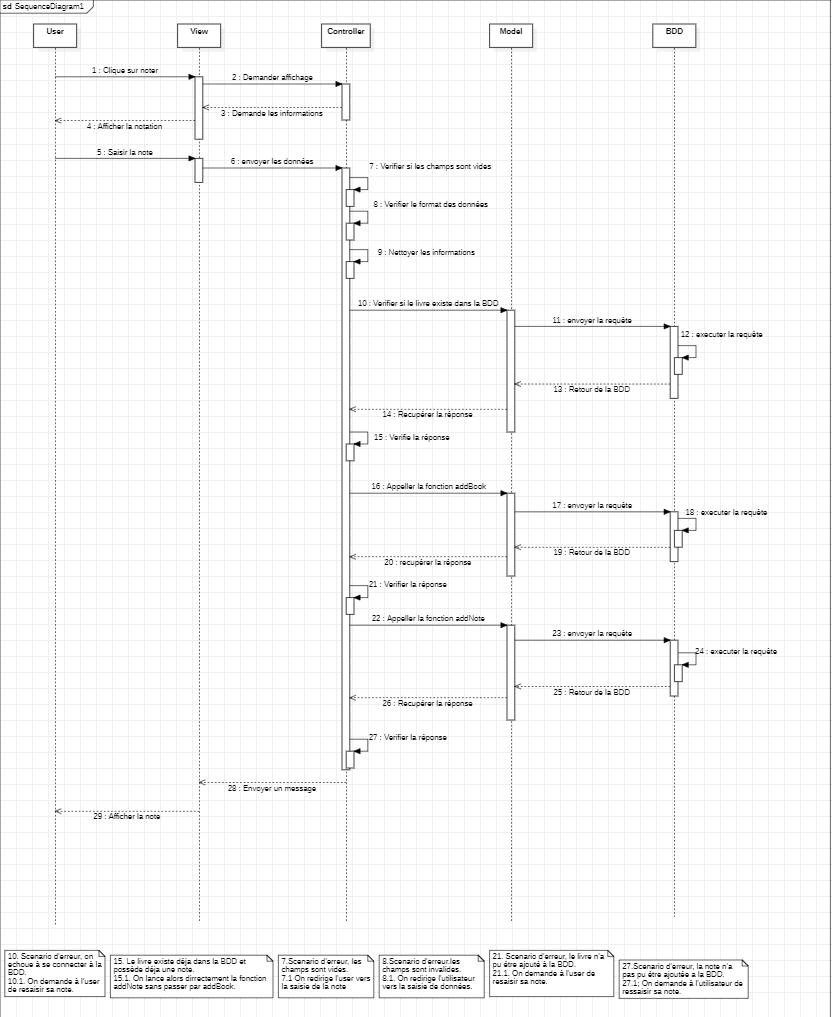 sd SequenceDiagram1
User
View
Controller
Model
BDD
1 : Clique sur noter
2 : Demander affichage
3 : Demande les informations
4 : Afficher la notation
5 : Saisir la note
6 : envoyer les données
7 : Verifier si les champs sont vides
8 : Verifier le format des données
9 : Nettoyer les informations
10 : Verifier si le livre existe dans la BDD
11 : envoyer la requête
12 : executer la requête
13 : Retour de la BDD
14 : Recupérer la réponse
15 : Verifie la réponse
16 : Appeller la fonction addBook
17 : envoyer la requête
18 : executer la requête
19 : Retour de la BDD
20 : recupérer la réponse
21 : Verifier la réponse
22 : Appeller la fonction addNote
23 : envoyer la requête
24 : executer la requête
25 : Retour de la BDD
26 : Recupérer la réponse
27 : Verifier la réponse
28 : Envoyer un message
29 : Afficher la note
10. Scenario d'erreur, on
echoue à se connecter à la
BDD.
10.1. On demande à l'user
de resaisir sa note.
15. Le livre existe déja dans la BDD et
possède déja une note.
15.1. On lance alors directement la fonction
addNote sans passer par addBook.
7.Scenario d'erreur, les
champs sont vides.
7.1 On redirige l'user vers
la saisie de la note
8.Scenario d'erreur.les
champs sont invalides.
8.1. On redirige l'utilisateur
vers la saisie de données.
21. Scenario d'erreur, le livre n'a
pu être ajouté à la BDD.
21.1. On demande à l'user de
resaisir sa note.
27.Scenario d'erreur, la note n'a
pas pu être ajoutée a la BDD.
27.1; On demande à l'utilisateur de
ressaisir sa note.